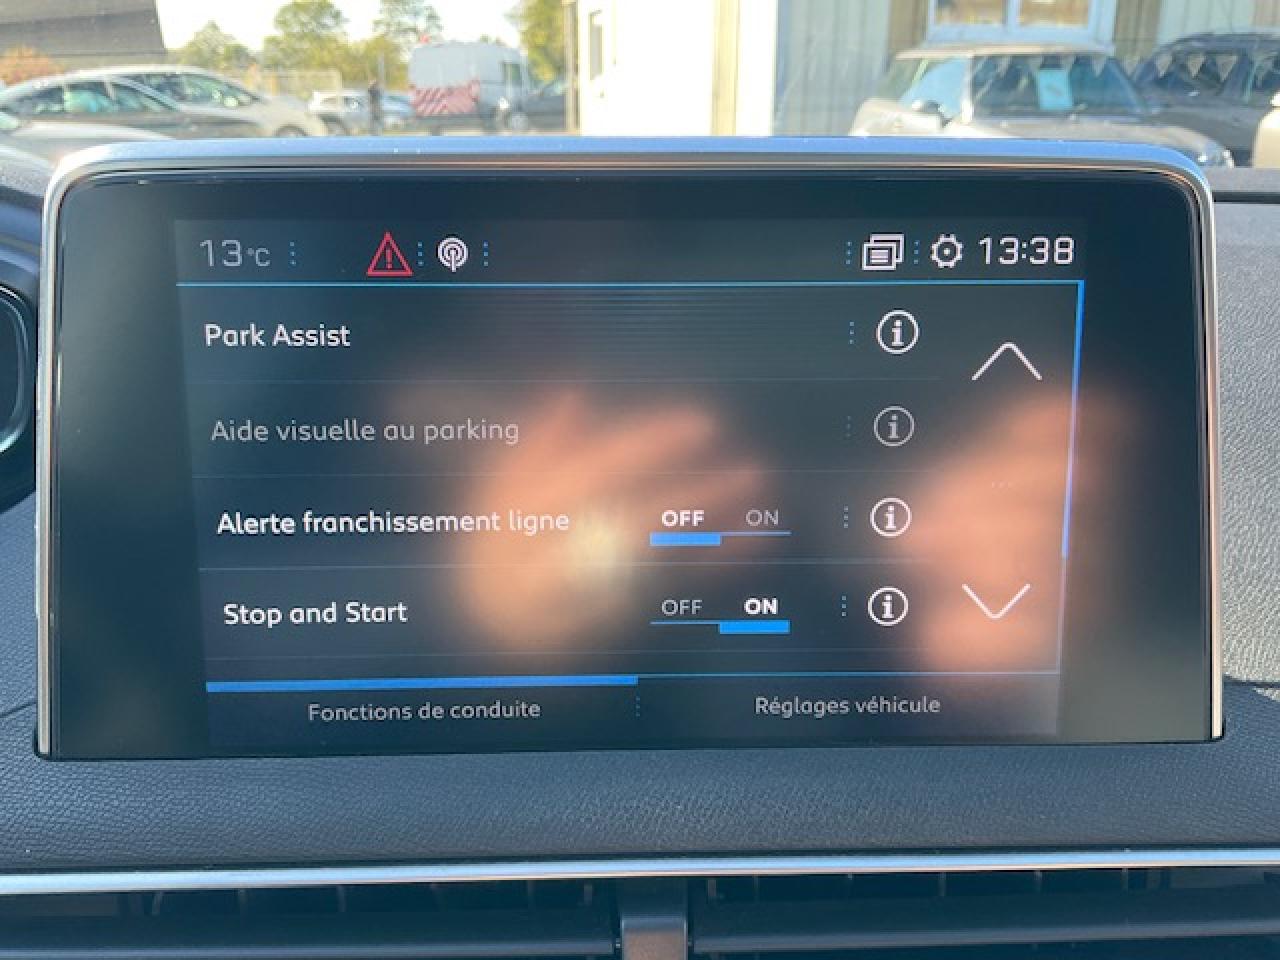 13°C 13:38
Park Assist
Aide visuelle au parking
Alerte franchissement ligne OFF ON
Stop and Start OFF ON
Fonctions de conduite Réglages véhicule